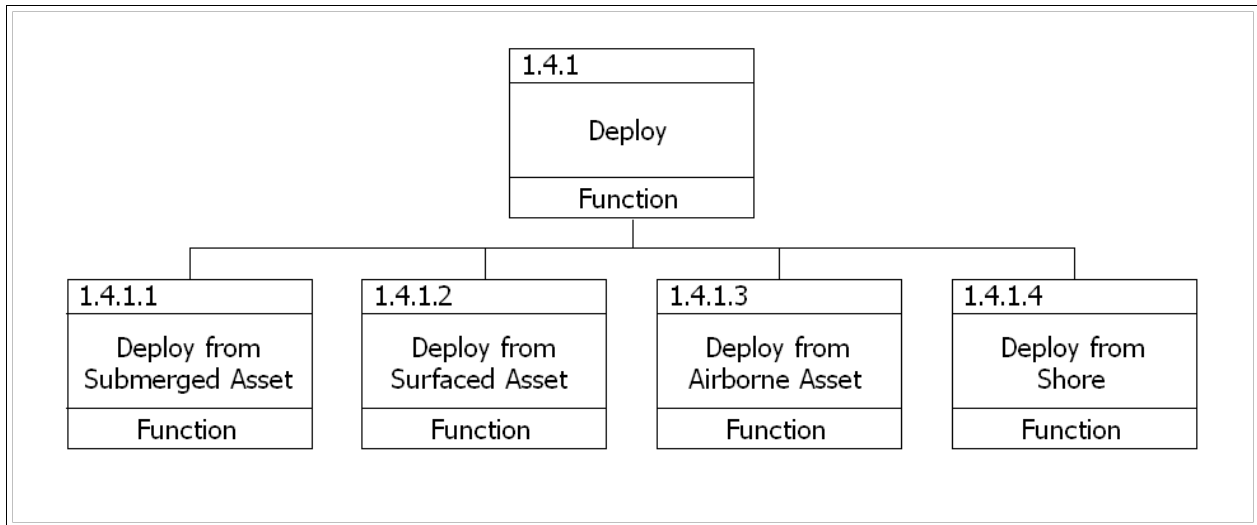 1.4.1
Deploy
Function
1.4.1.1
Deploy from
Submerged Asset
Function
1.4.1.2
Deploy from
Surfaced Asset
Function
1.4.1.3
Deploy from
Airborne Asset
Function
1.4.1.4
Deploy from
Shore
Function